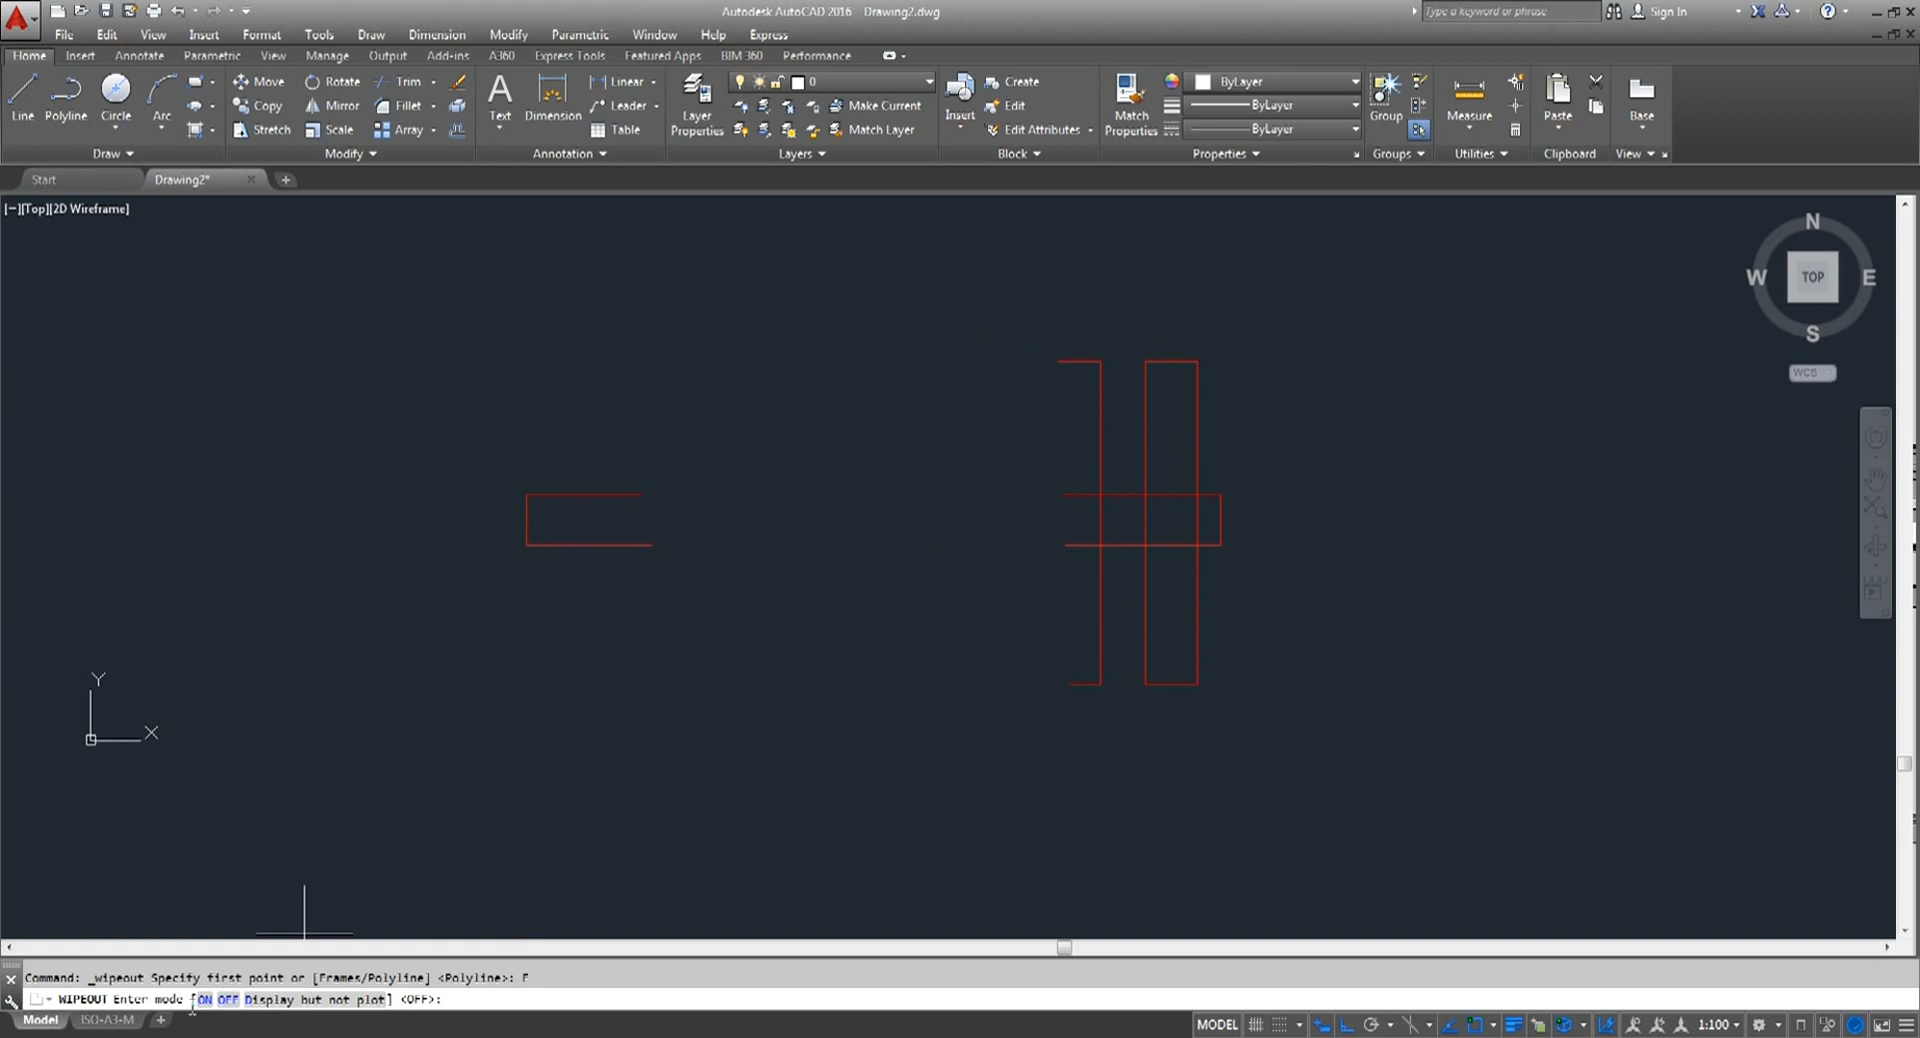 Autodesk AutoCAD 2016 Drawing2.dwg
Type a keyword or phrase
Sign In
File Edit View Insert Format Tools Draw Dimension Modify Parametric Window Help Express
Home Insert Annotate Parametric View Manage Output Add-ins A360 Express Tools Featured Apps BIM 360 Performance
Line Polyline Circle Arc
Move Rotate Trim
Copy Mirror Fillet
Stretch Scale Array
Text Dimension
Linear
Leader
Table
Layer Properties
0
Make Current
Match Layer
Insert
Create
Edit
Edit Attributes
Match Properties
ByLayer
ByLayer
ByLayer
Group
Measure
Paste
Base
Draw Modify Annotation Layers Block Properties Groups Utilities Clipboard View
Start Drawing2*
[−][Top][2D Wireframe]
N
W TOP E
S
WCS
Y
X
Command: _wipeout Specify first point or [Frames/Polyline] <Polyline>: F
WIPEOUT Enter mode [ON OFF Display but not plot] <OFF>:
Model ISO-A3-M
MODEL 1:100